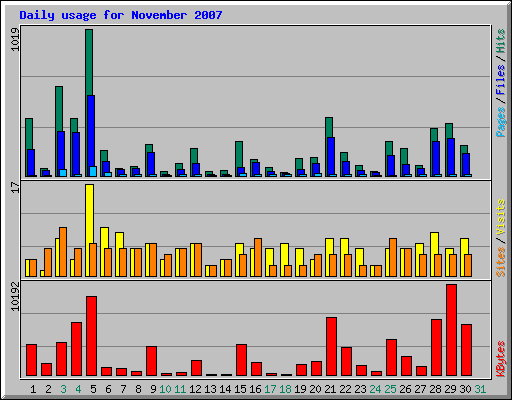 Daily usage for November 2007
1019
Pages / Files / Hits
17
Sites / Visits
10192
KBytes
1 2 3 4 5 6 7 8 9 10 11 12 13 14 15 16 17 18 19 20 21 22 23 24 25 26 27 28 29 30 31